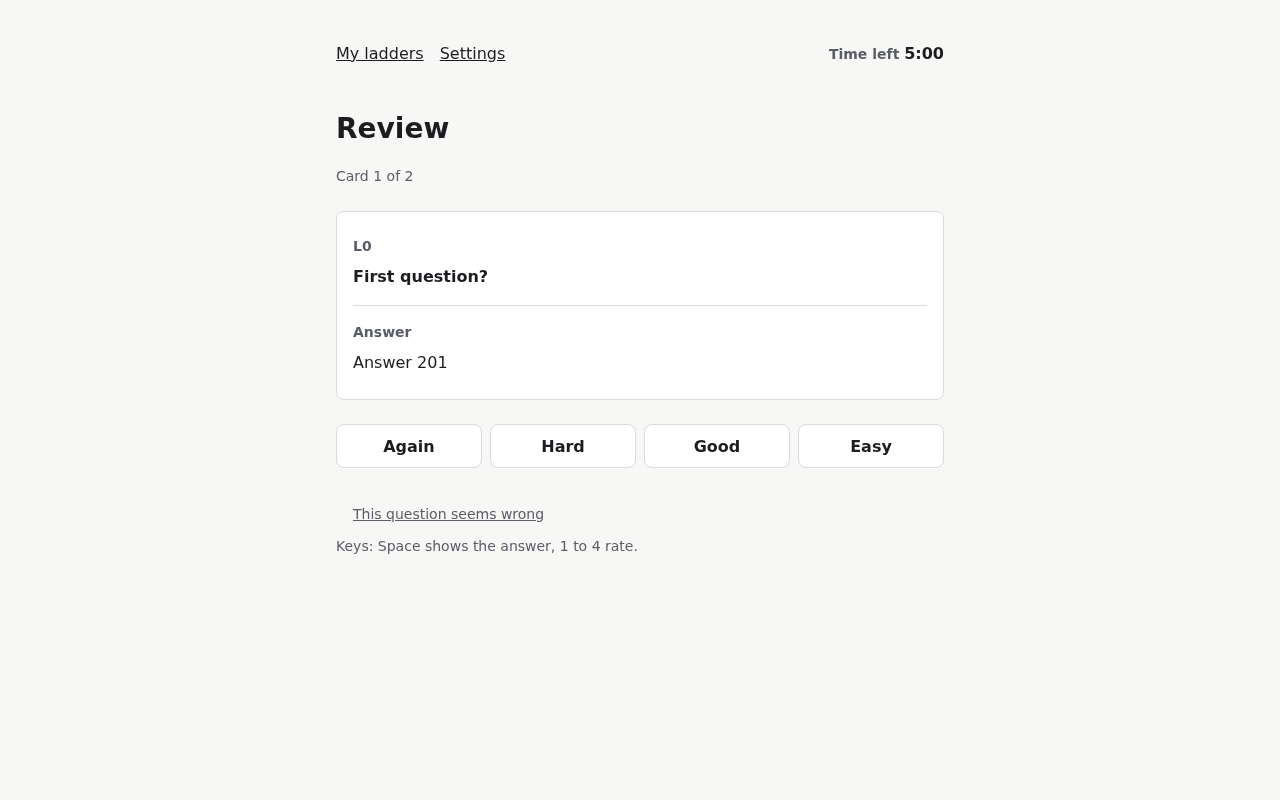 My ladders Settings Time left 5:00
Review
Card 1 of 2
L0
First question?
Answer
Answer 201
Again Hard Good Easy
This question seems wrong
Keys: Space shows the answer, 1 to 4 rate.